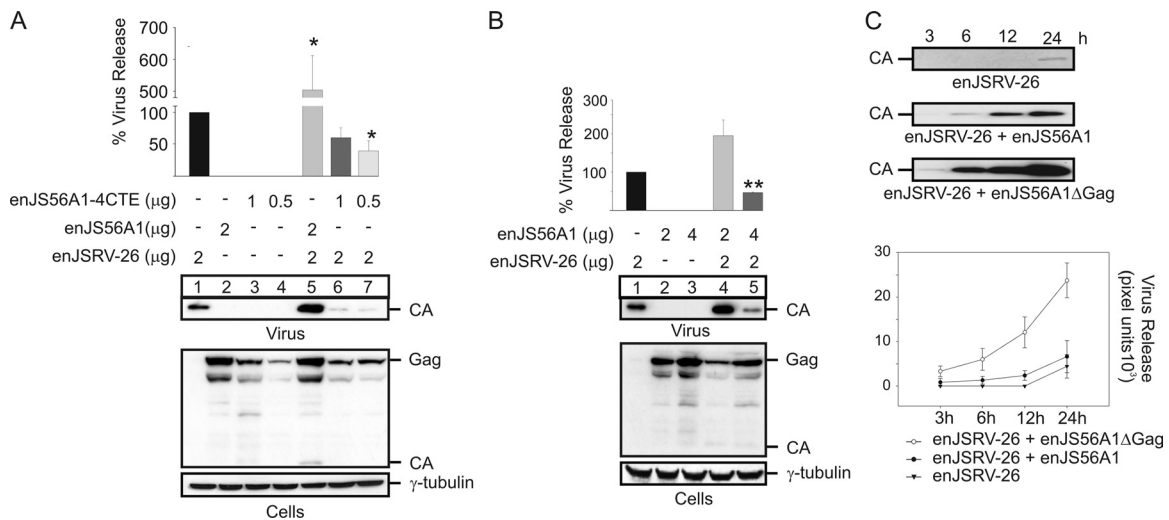 A
% Virus Release
700
600
500
100
50
*
*
enJS56A1-4CTE (μg) - - 1 0.5 - 1 0.5
enJS56A1(μg) - 2 - - 2 - -
enJSRV-26 (μg) 2 - - - 2 2 2
1 2 3 4 5 6 7
CA
Virus
Gag
CA
γ-tubulin
Cells
B
% Virus Release
300
200
100
50
**
enJS56A1 (μg) - 2 4 2 4
enJSRV-26 (μg) 2 - - 2 2
1 2 3 4 5
CA
Virus
Gag
CA
γ-tubulin
Cells
C
3 6 12 24 h
CA
enJSRV-26
CA
enJSRV-26 + enJS56A1
CA
enJSRV-26 + enJS56A1ΔGag
30
20
10
0
Virus Release
(pixel units10³)
3h 6h 12h 24h
enJSRV-26 + enJS56A1ΔGag
enJSRV-26 + enJS56A1
enJSRV-26